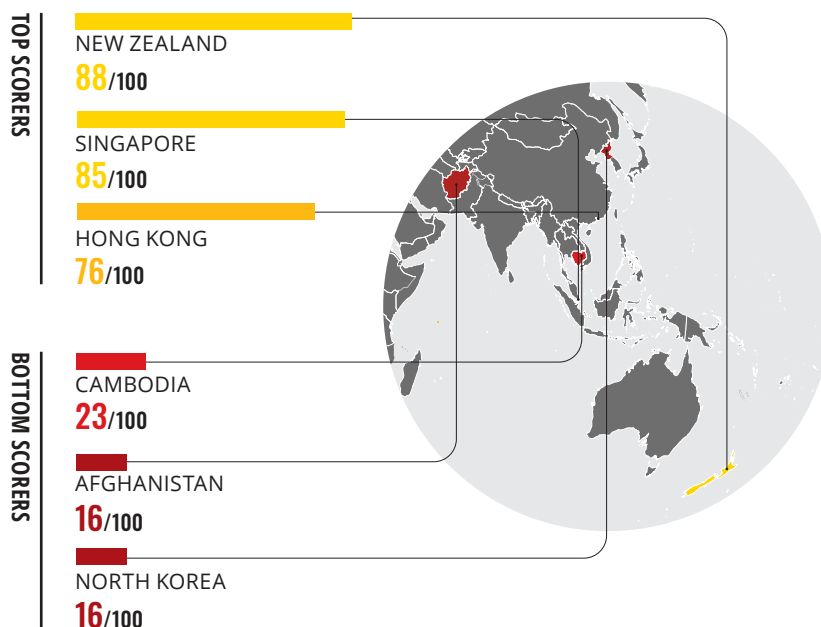 TOP SCORERS
NEW ZEALAND
88/100
SINGAPORE
85/100
HONG KONG
76/100
BOTTOM SCORERS
CAMBODIA
23/100
AFGHANISTAN
16/100
NORTH KOREA
16/100